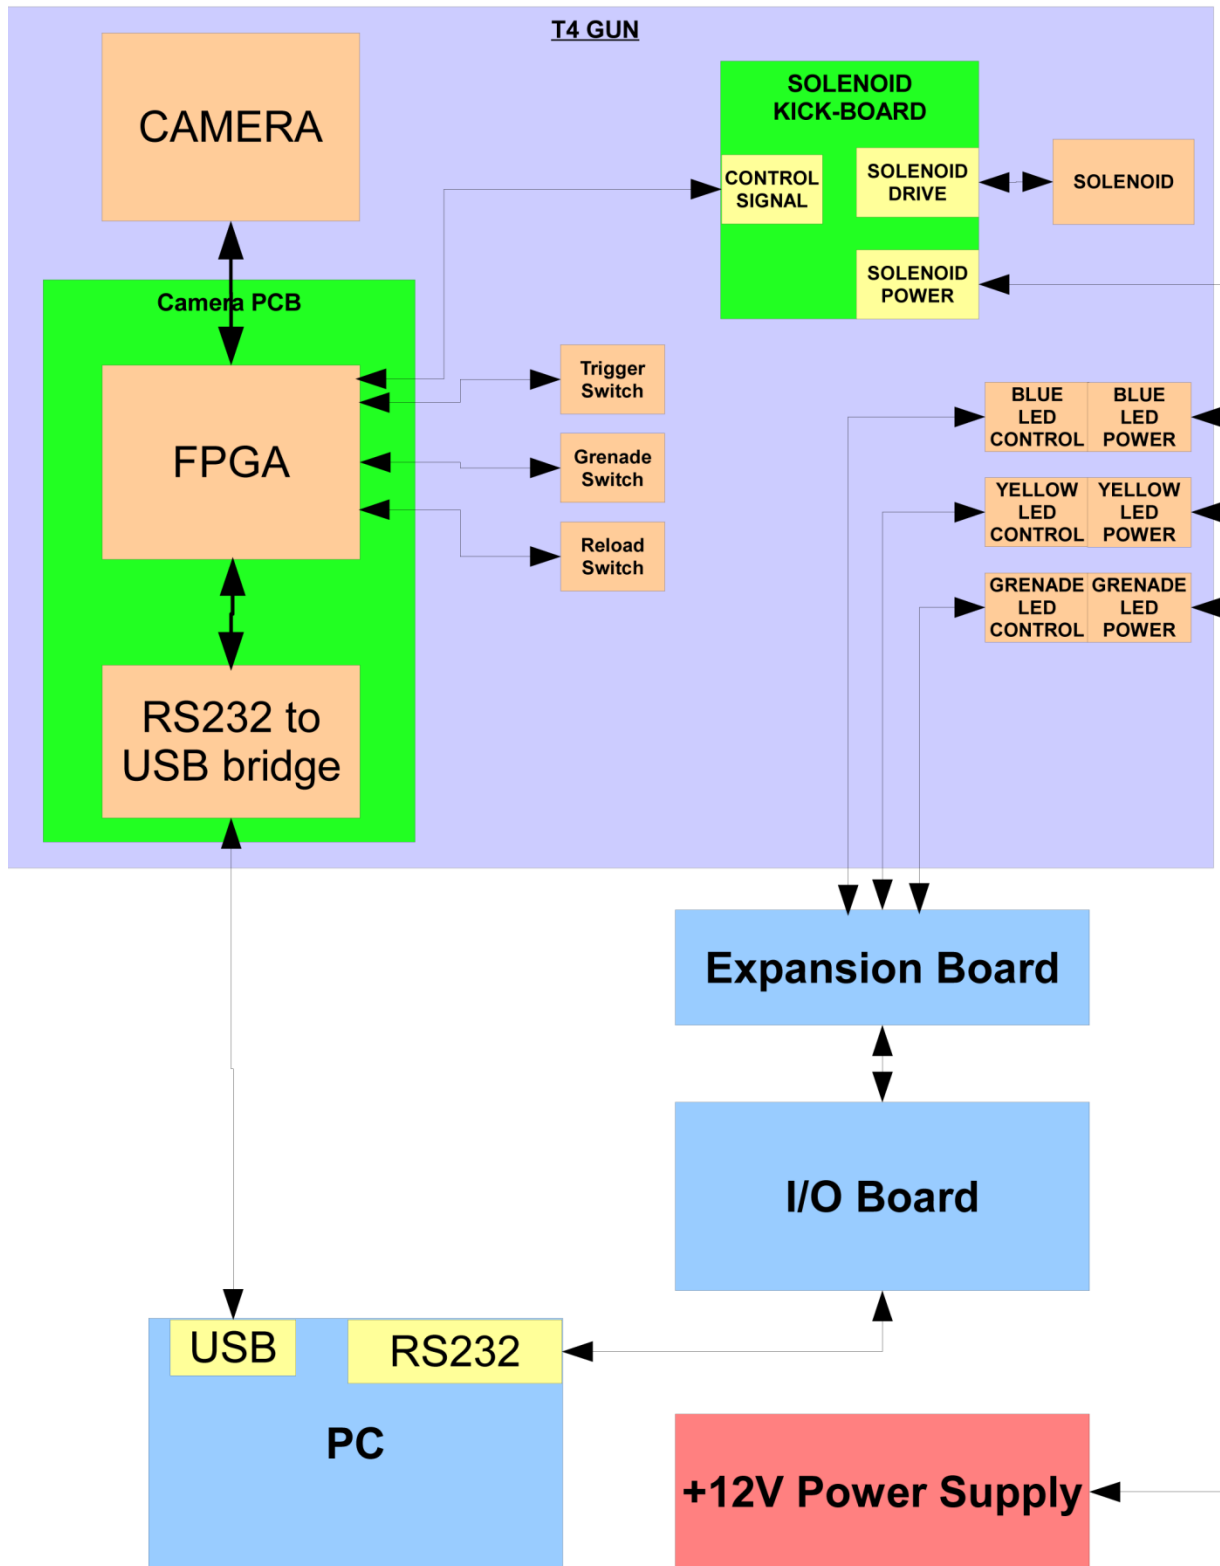 T4 GUN
CAMERA
SOLENOID
KICK-BOARD
CONTROL
SIGNAL
SOLENOID
DRIVE
SOLENOID
SOLENOID
POWER
Camera PCB
FPGA
Trigger
Switch
Grenade
Switch
Reload
Switch
BLUE
LED
CONTROL
BLUE
LED
POWER
YELLOW
LED
CONTROL
YELLOW
LED
POWER
GRENADE
LED
CONTROL
GRENADE
LED
POWER
RS232 to
USB bridge
Expansion Board
I/O Board
USB
RS232
PC
+12V Power Supply